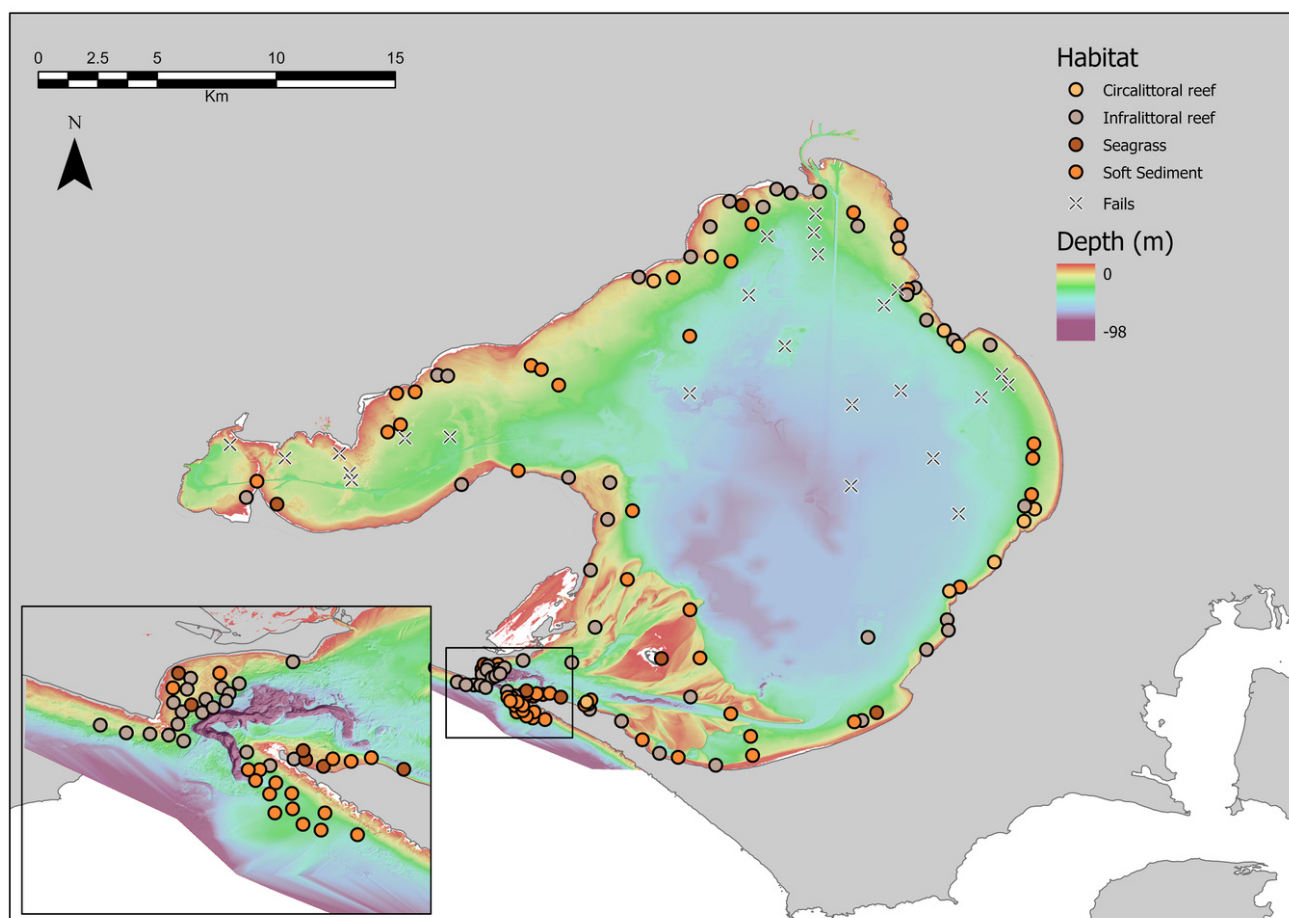 0 2.5 5 10 15
Km
N
Habitat
Circalittoral reef
Infralittoral reef
Seagrass
Soft Sediment
Fails
Depth (m)
0
-98